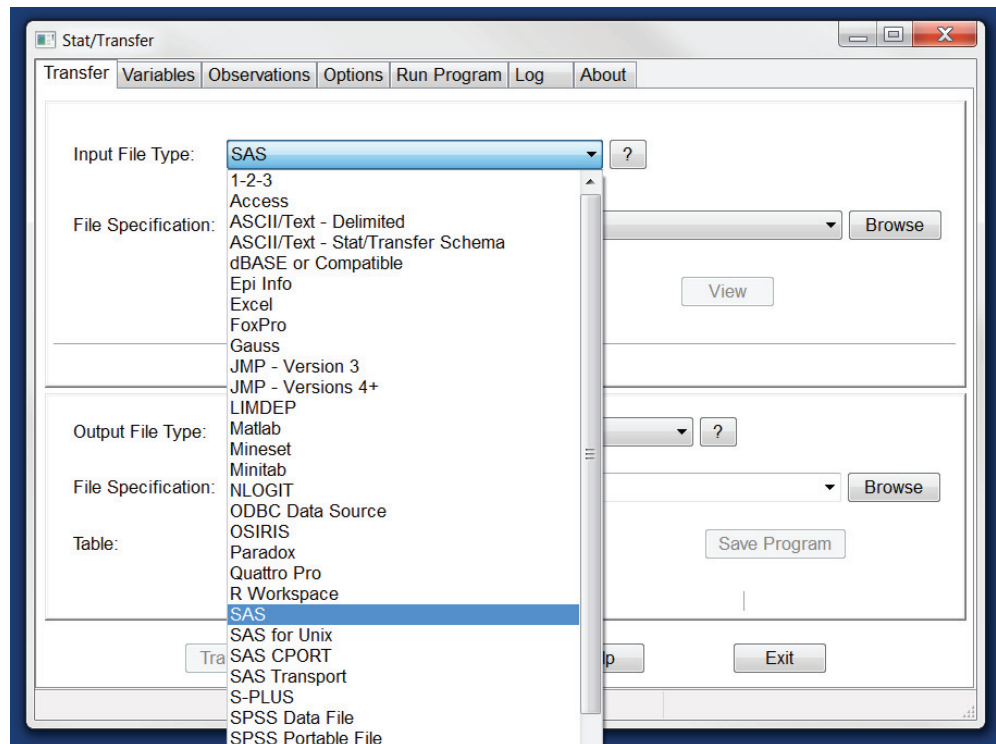 Stat/Transfer
Transfer Variables Observations Options Run Program Log About
Input File Type: SAS ?
1-2-3
Access
File Specification: ASCII/Text - Delimited Browse
ASCII/Text - Stat/Transfer Schema
dBASE or Compatible
Epi Info View
Excel
FoxPro
Gauss
JMP - Version 3
JMP - Versions 4+
LIMDEP
Output File Type: Matlab ?
Mineset
Minitab
File Specification: NLOGIT Browse
ODBC Data Source
OSIRIS
Table: Paradox Save Program
Quattro Pro
R Workspace
SAS
SAS for Unix
Tra SAS CPORT lp Exit
SAS Transport
S-PLUS
SPSS Data File
SPSS Portable File